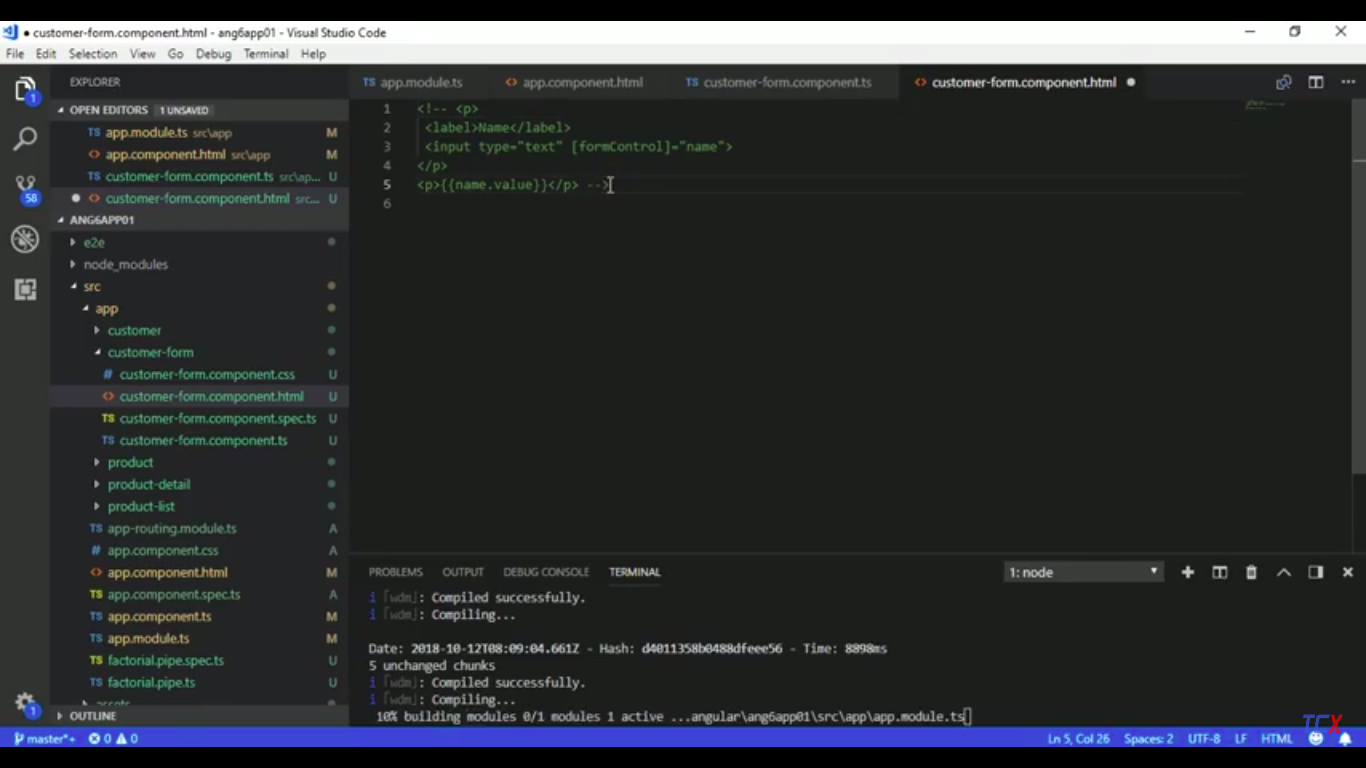 ● customer-form.component.html - ang6app01 - Visual Studio Code
File Edit Selection View Go Debug Terminal Help
EXPLORER
OPEN EDITORS 1 UNSAVED
TS app.module.ts src\app M
<> app.component.html src\app M
TS customer-form.component.ts src\ap... U
● <> customer-form.component.html src... U
ANG6APP01
e2e
node_modules
src
app
customer
customer-form
# customer-form.component.css U
<> customer-form.component.html U
TS customer-form.component.spec.ts U
TS customer-form.component.ts U
product
product-detail
product-list
TS app-routing.module.ts A
# app.component.css A
<> app.component.html M
TS app.component.spec.ts A
TS app.component.ts M
TS app.module.ts M
TS factorial.pipe.spec.ts U
TS factorial.pipe.ts U
OUTLINE
1
58
1
TS app.module.ts <> app.component.html TS customer-form.component.ts <> customer-form.component.html ●
1 <!-- <p>
2 <label>Name</label>
3 <input type="text" [formControl]="name">
4 </p>
5 <p>{{name.value}}</p> -->
6
PROBLEMS OUTPUT DEBUG CONSOLE TERMINAL 1: node
i ｢wdm｣: Compiled successfully.
i ｢wdm｣: Compiling...
Date: 2018-10-12T08:09:04.661Z - Hash: d4011358b0488dfeee56 - Time: 8898ms
5 unchanged chunks
i ｢wdm｣: Compiled successfully.
i ｢wdm｣: Compiling...
10% building modules 0/1 modules 1 active ...angular\ang6app01\src\app\app.module.ts
TCX
master*+ 0 0 Ln 5, Col 26 Spaces: 2 UTF-8 LF HTML